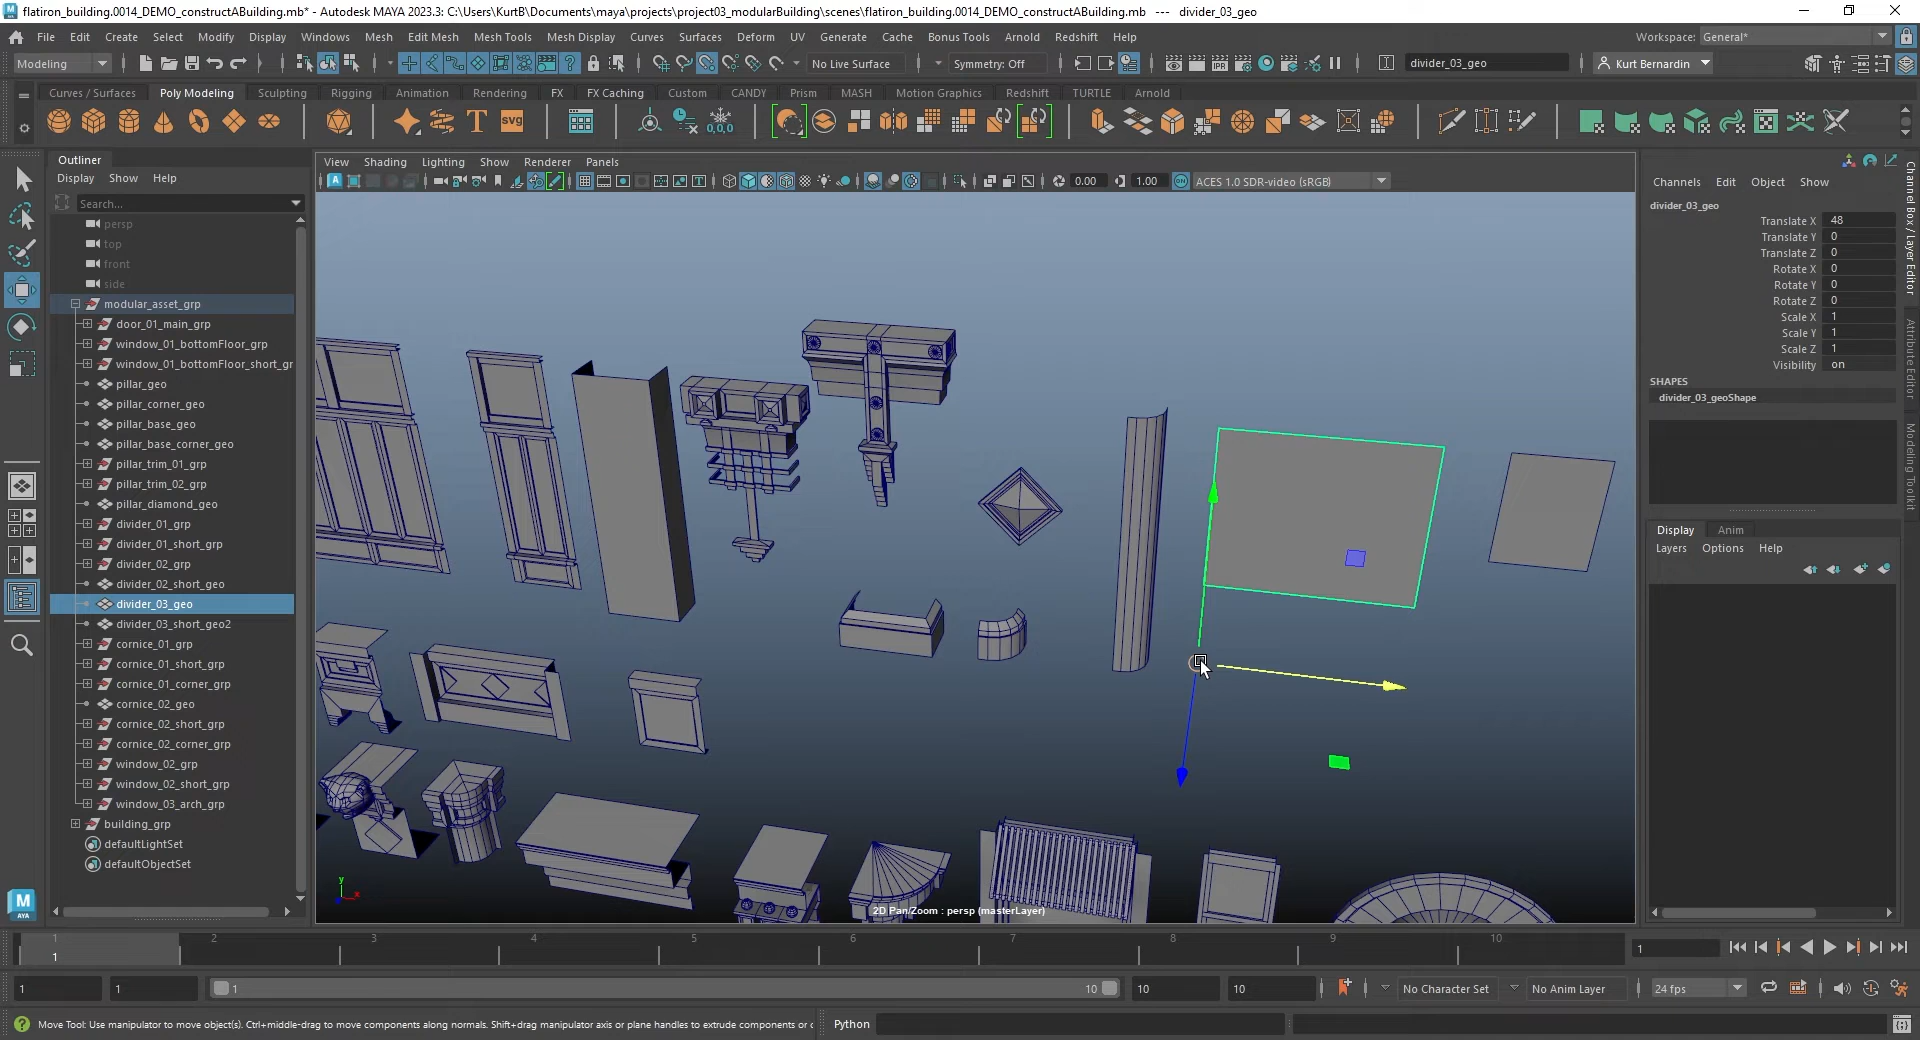 flatiron_building.0014_DEMO_constructABuilding.mb* - Autodesk MAYA 2023.3: C:\Users\KurtB\Documents\maya\projects\project03_modularBuilding\scenes\flatiron_building.0014_DEMO_constructABuilding.mb --- divider_03_geo
File Edit Create Select Modify Display Windows Mesh Edit Mesh Mesh Tools Mesh Display Curves Surfaces Deform UV Generate Cache Bonus Tools Arnold Redshift Help
Workspace: General*
Modeling
No Live Surface
Symmetry: Off
divider_03_geo
Kurt Bernardin
Curves / Surfaces Poly Modeling Sculpting Rigging Animation Rendering FX FX Caching Custom CANDY Prism MASH Motion Graphics Redshift TURTLE Arnold
Outliner
Display Show Help
Search...
persp
top
front
side
modular_asset_grp
door_01_main_grp
window_01_bottomFloor_grp
window_01_bottomFloor_short_gr
pillar_geo
pillar_corner_geo
pillar_base_geo
pillar_base_corner_geo
pillar_trim_01_grp
pillar_trim_02_grp
pillar_diamond_geo
divider_01_grp
divider_01_short_grp
divider_02_grp
divider_02_short_geo
divider_03_geo
divider_03_short_geo2
cornice_01_grp
cornice_01_short_grp
cornice_01_corner_grp
cornice_02_geo
cornice_02_short_grp
cornice_02_corner_grp
window_02_grp
window_02_short_grp
window_03_arch_grp
building_grp
defaultLightSet
defaultObjectSet
View Shading Lighting Show Renderer Panels
0.00
1.00
ACES 1.0 SDR-video (sRGB)
2D Pan/Zoom : persp (masterLayer)
Channels Edit Object Show
divider_03_geo
Translate X 48
Translate Y 0
Translate Z 0
Rotate X 0
Rotate Y 0
Rotate Z 0
Scale X 1
Scale Y 1
Scale Z 1
Visibility on
SHAPES
divider_03_geoShape
Display Anim
Layers Options Help
Channel Box / Layer Editor
Attribute Editor
Modeling Toolkit
1 2 3 4 5 6 7 8 9 10
1
1
1
1
1
10
10
10
No Character Set
No Anim Layer
24 fps
Move Tool: Use manipulator to move object(s). Ctrl+middle-drag to move components along normals. Shift+drag manipulator axis or plane handles to extrude components or c
Python